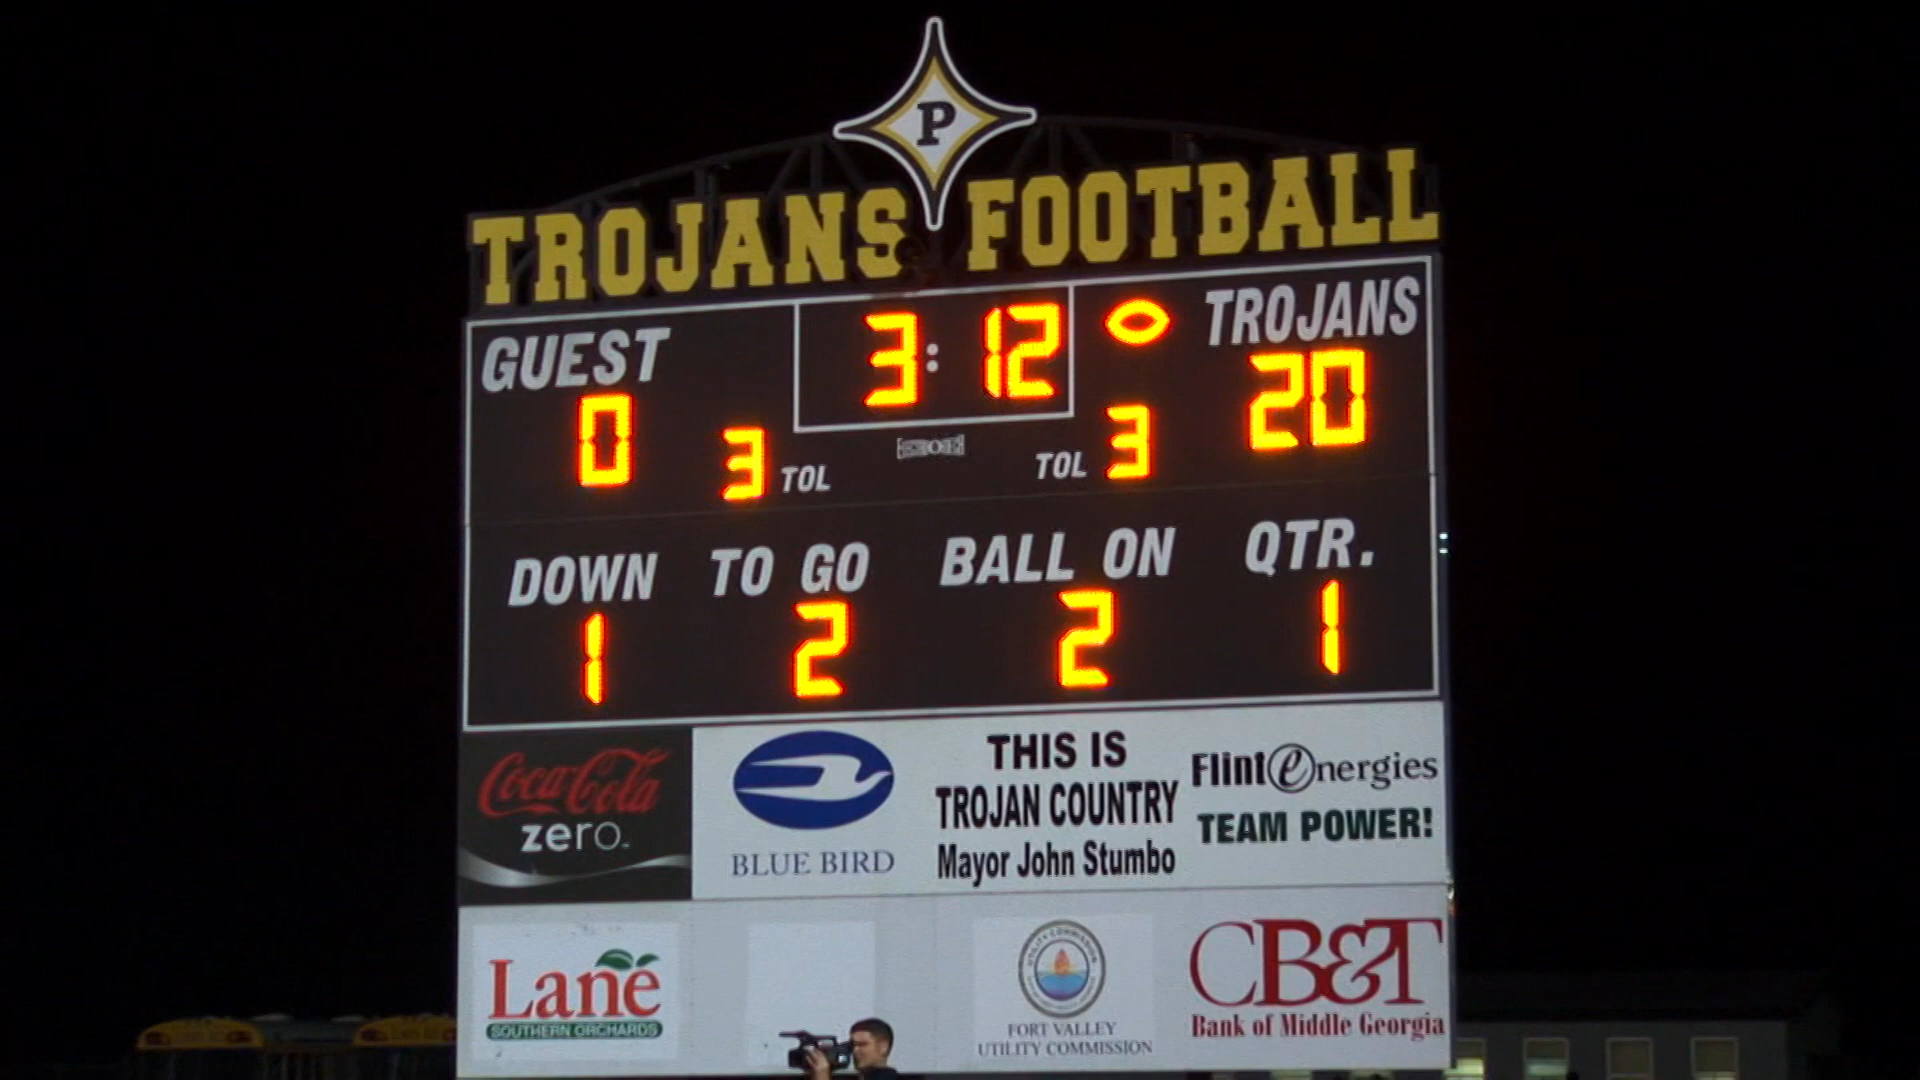 P
TROJANS FOOTBALL
GUEST
3:12
TROJANS
0
20
3 TOL
TOL 3
DOWN TO GO BALL ON QTR.
1 2 2 1
Coca-Cola
zero
BLUE BIRD
THIS IS
TROJAN COUNTRY
Mayor John Stumbo
Flint energies
TEAM POWER!
Lane
SOUTHERN ORCHARDS
FORT VALLEY
UTILITY COMMISSION
CB&T
Bank of Middle Georgia